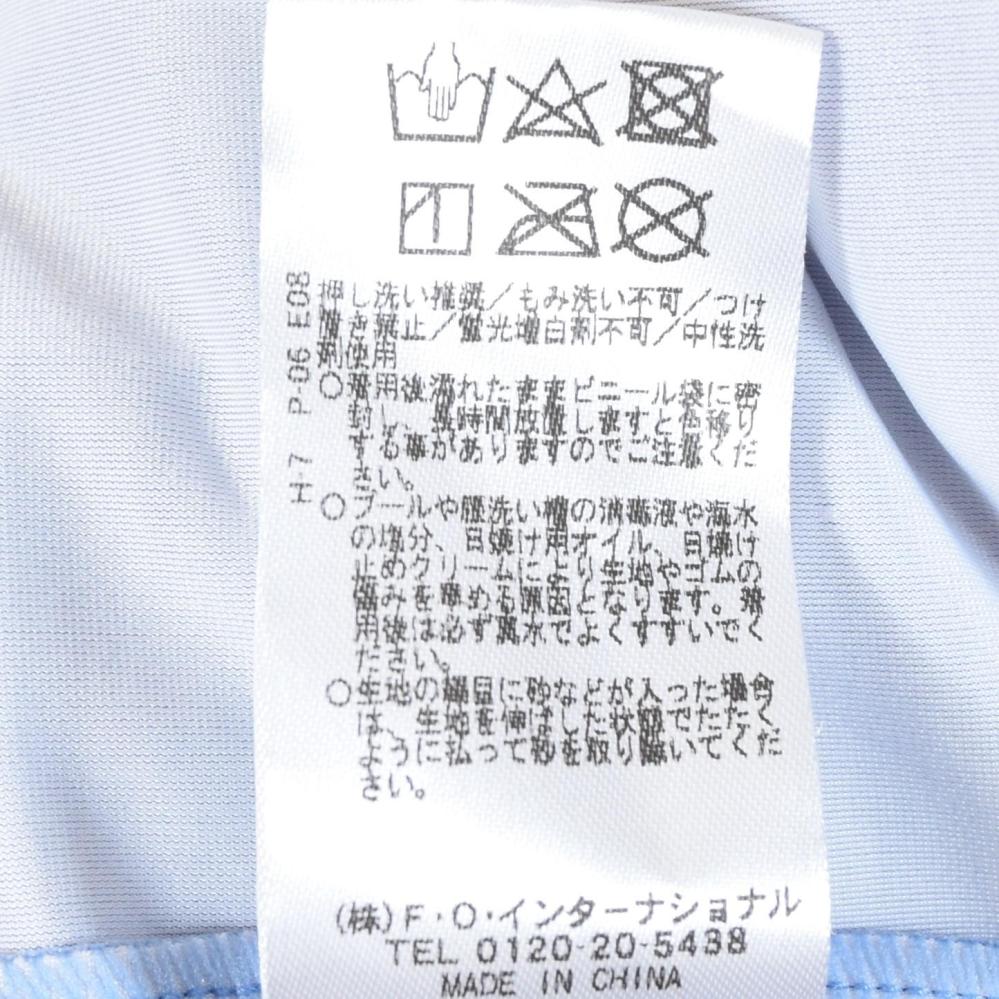 押し洗い推奨／もみ洗い不可／つけ
置き禁止／蛍光増白剤不可／中性洗
剤使用
○着用後濡れたままビニール袋に密
封し、長時間放置しますと色移り
する事がありますのでご注意くだ
さい。
○プールや腰洗い槽の消毒液や海水
の塩分、日焼け用オイル、日焼け
止めクリームにより生地やゴムの
傷みを早める原因となります。着
用後は必ず真水でよくすすいでく
ださい。
○生地の編目に砂などが入った場合
は、生地を伸ばした状態でたたく
ように払って砂を取り除いてくだ
さい。
(株)F・O・インターナショナル
TEL 0120-20-5438
MADE IN CHINA
H7 P-06 E08